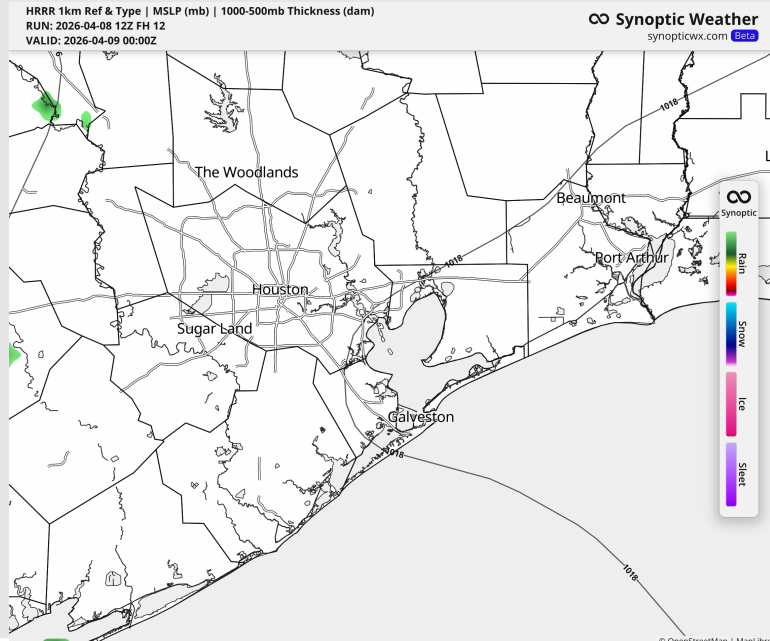 HRRR 1km Ref & Type | MSLP (mb) | 1000-500mb Thickness (dam)
RUN: 2026-04-08 12Z FH 12
VALID: 2026-04-09 00:00Z
Synoptic Weather
synopticwx.com Beta
1018
The Woodlands
L
Beaumont
Synoptic
Rain
Port Arthur
1018
Houston
Sugar Land
Snow
Ice
Galveston
1018
Sleet
1018
© OpenStreetMap | MapLibre